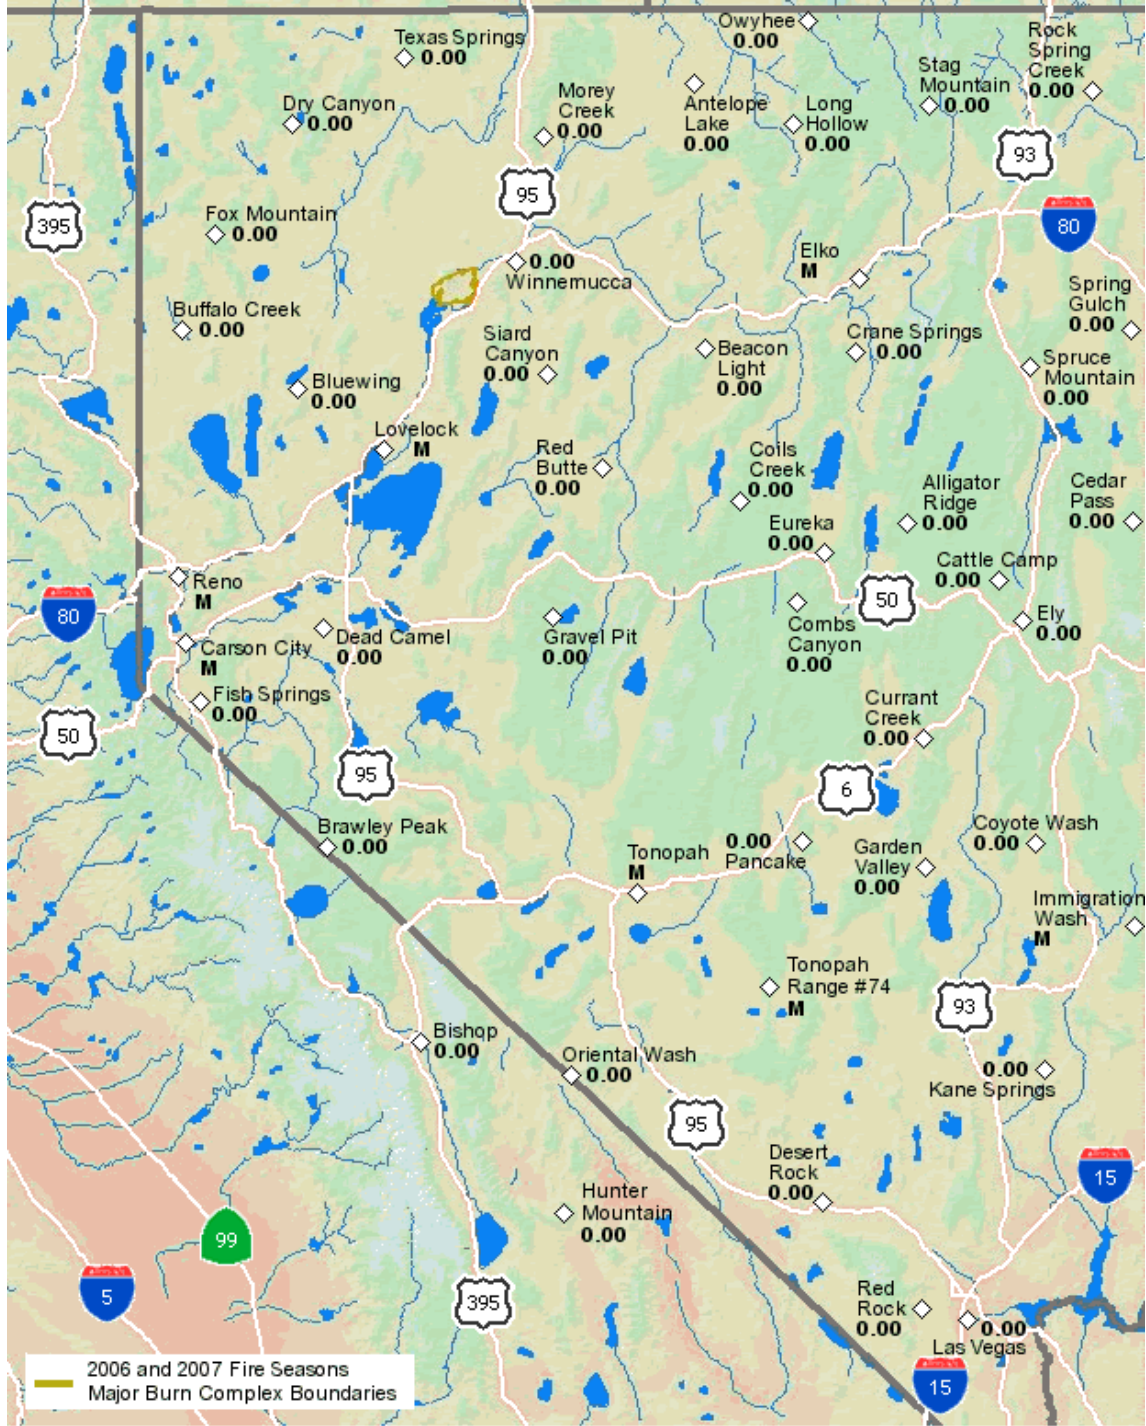 Owyhee
0.00
Rock
Spring
Creek
0.00
Texas Springs
0.00
Stag
Mountain
0.00
Morey
Creek
0.00
Antelope
Lake
0.00
Long
Hollow
0.00
Dry Canyon
0.00
93
95
395
Fox Mountain
0.00
80
Elko
M
0.00
Winnemucca
Spring
Gulch
0.00
Buffalo Creek
0.00
Siard
Canyon
0.00
Beacon
Light
0.00
Crane Springs
0.00
Spruce
Mountain
0.00
Bluewing
0.00
Lovelock
M
Red
Butte
0.00
Coils
Creek
0.00
Alligator
Ridge
0.00
Cedar
Pass
0.00
Eureka
0.00
Cattle Camp
0.00
Reno
M
80
50
Ely
0.00
Carson City
M
Dead Camel
0.00
Gravel Pit
0.00
Combs
Canyon
0.00
Fish Springs
0.00
50
Currant
Creek
0.00
95
6
Brawley Peak
0.00
Tonopah
M
0.00
Pancake
Garden
Valley
0.00
Coyote Wash
0.00
Immigration
Wash
M
Tonopah
Range #74
M
93
Bishop
0.00
Oriental Wash
0.00
0.00
Kane Springs
95
Desert
Rock
0.00
15
Hunter
Mountain
0.00
99
5
395
Red
Rock
0.00
0.00
Las Vegas
15
2006 and 2007 Fire Seasons
Major Burn Complex Boundaries